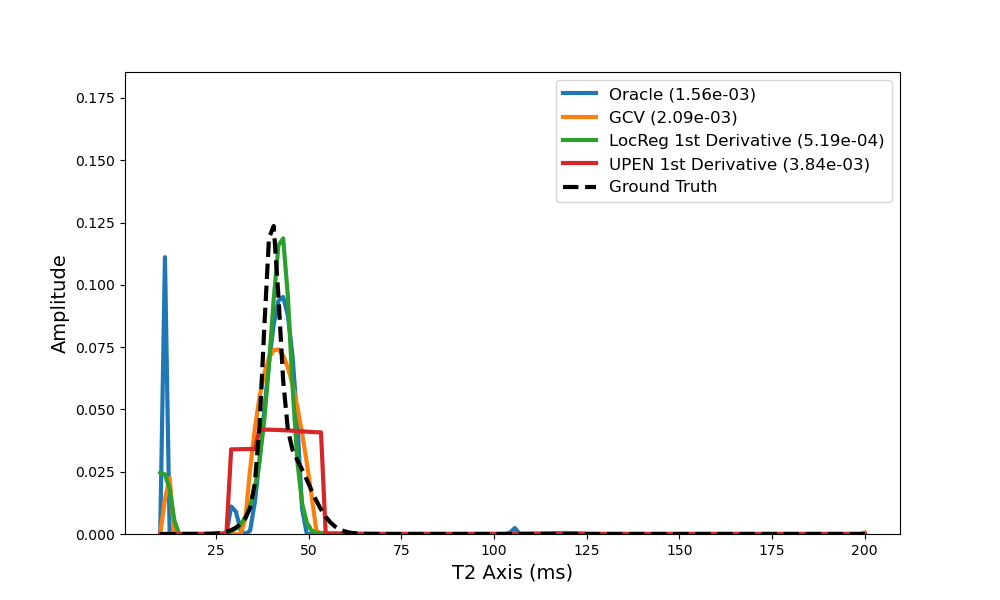 0.175
0.150
0.125
0.100
0.075
0.050
0.025
0.000
Amplitude
25
50
75
100
125
150
175
200
T2 Axis (ms)
Oracle (1.56e-03)
GCV (2.09e-03)
LocReg 1st Derivative (5.19e-04)
UPEN 1st Derivative (3.84e-03)
Ground Truth